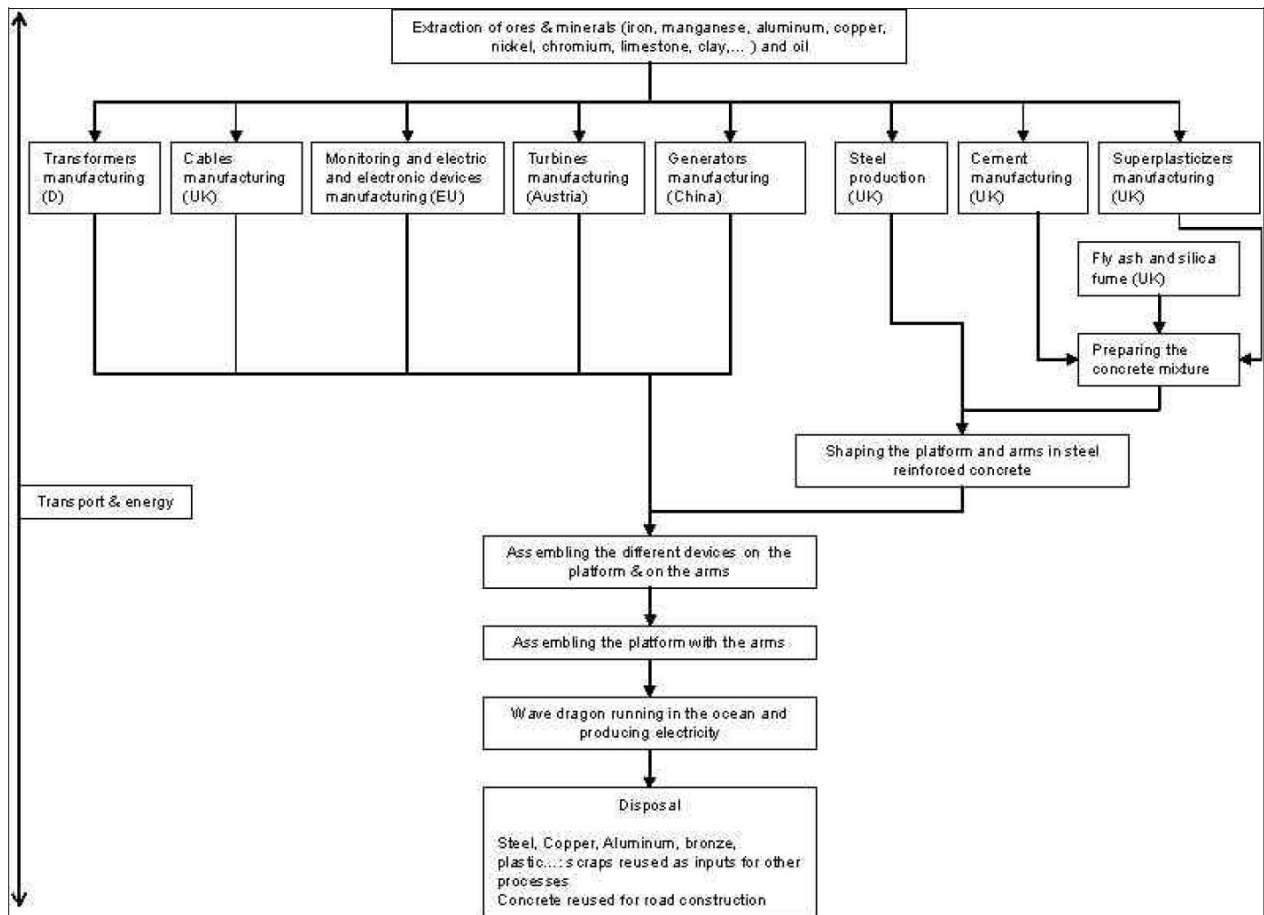 Extraction of ores & minerals (iron, manganese, aluminum, copper,
nickel, chromium, limestone, clay,... ) and oil
Transformers
manufacturing
(D)
Cables
manufacturing
(UK)
Monitoring and electric
and electronic devices
manufacturing (EU)
Turbines
manufacturing
(Austria)
Generators
manufacturing
(China)
Steel
production
(UK)
Cement
manufacturing
(UK)
Superplasticizers
manufacturing
(UK)
Fly ash and silica
fume (UK)
Preparing the
concrete mixture
Shaping the platform and arms in steel
reinforced concrete
Transport & energy
Assembling the different devices on the
platform & on the arms
Assembling the platform with the arms
Wave dragon running in the ocean and
producing electricity
Disposal
Steel, Copper, Aluminum, bronze,
plastic...: scraps reused as inputs for other
processes
Concrete reused for road construction